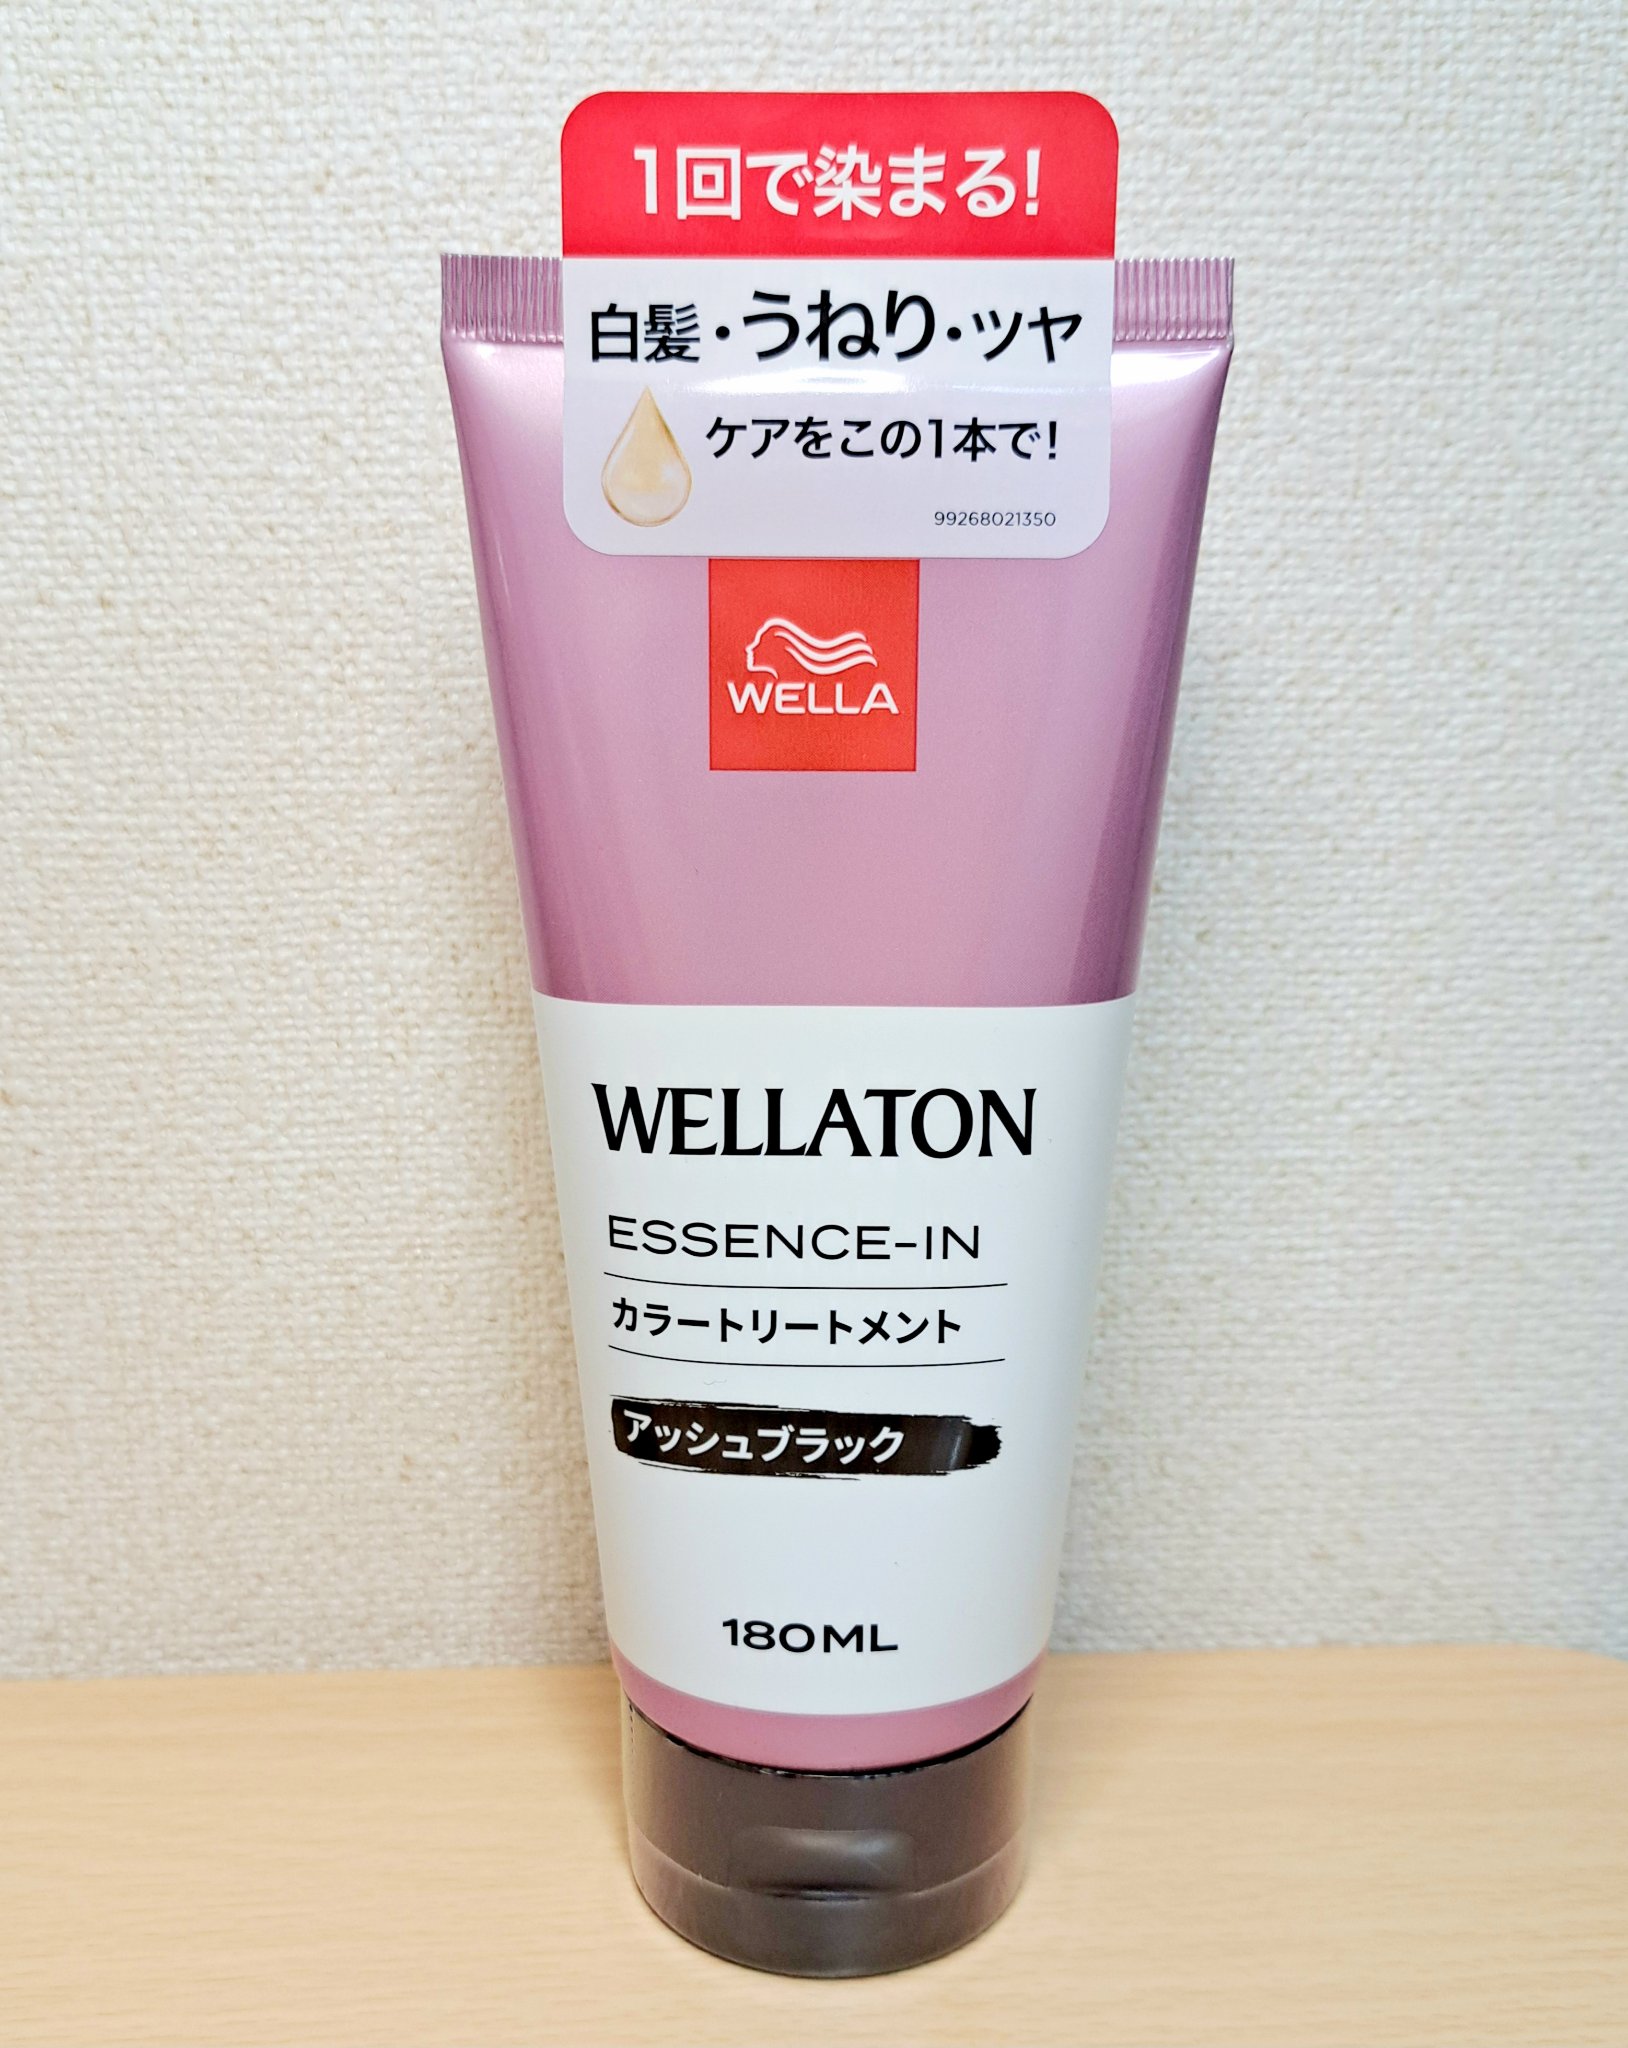 1回で染まる!
白髪・うねり・ツヤ
ケアをこの1本で!
99268021350
WELLA
WELLATON
ESSENCE-IN
カラートリートメント
アッシュブラック
180ML